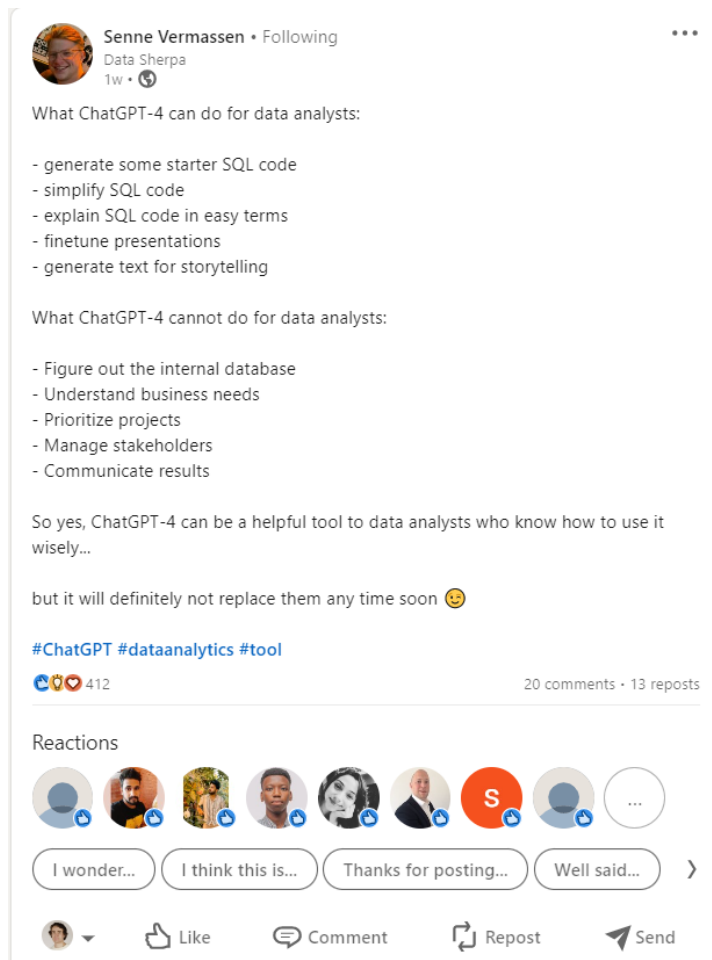 Senne Vermassen • Following
Data Sherpa
1w •
What ChatGPT-4 can do for data analysts:
- generate some starter SQL code
- simplify SQL code
- explain SQL code in easy terms
- finetune presentations
- generate text for storytelling
What ChatGPT-4 cannot do for data analysts:
- Figure out the internal database
- Understand business needs
- Prioritize projects
- Manage stakeholders
- Communicate results
So yes, ChatGPT-4 can be a helpful tool to data analysts who know how to use it
wisely...
but it will definitely not replace them any time soon 😉
#ChatGPT #dataanalytics #tool
412 20 comments • 13 reposts
Reactions
S ...
I wonder... I think this is... Thanks for posting... Well said...
Like Comment Repost Send